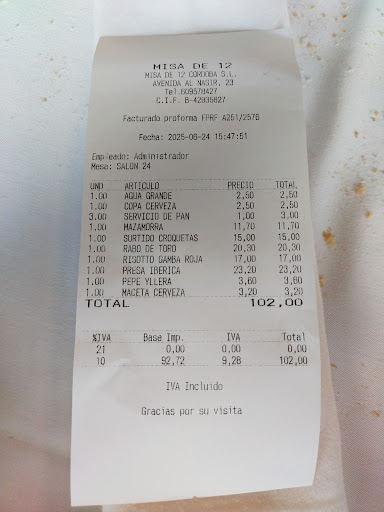 MISA DE 12
MISA DE 12 CORDOBA S.L.
AVENIDA AL NASIR, 23
Tel.609578427
C.I.F. B-42935627
Facturado proforma FPRF A251/2576
Fecha: 2025-06-24 15:47:51
Empleado: Administrador
Mesa: SALON 24
UND ARTICULO PRECIO TOTAL
1.00 AGUA GRANDE 2,50 2,50
1.00 COPA CERVEZA 2,50 2,50
3.00 SERVICIO DE PAN 1,00 3,00
1.00 MAZAMORRA 11,70 11,70
1.00 SURTIDO CROQUETAS 15,00 15,00
1.00 RABO DE TORO 20,30 20,30
1.00 RISOTTO GAMBA ROJA 17,00 17,00
1.00 PRESA IBERICA 23,20 23,20
1.00 PEPE YLLERA 3,60 3,60
1.00 MACETA CERVEZA 3,20 3,20
TOTAL 102,00
%IVA Base Imp. IVA Total
21 0,00 0,00 0,00
10 92,72 9,28 102,00
IVA Incluido
Gracias por su visita